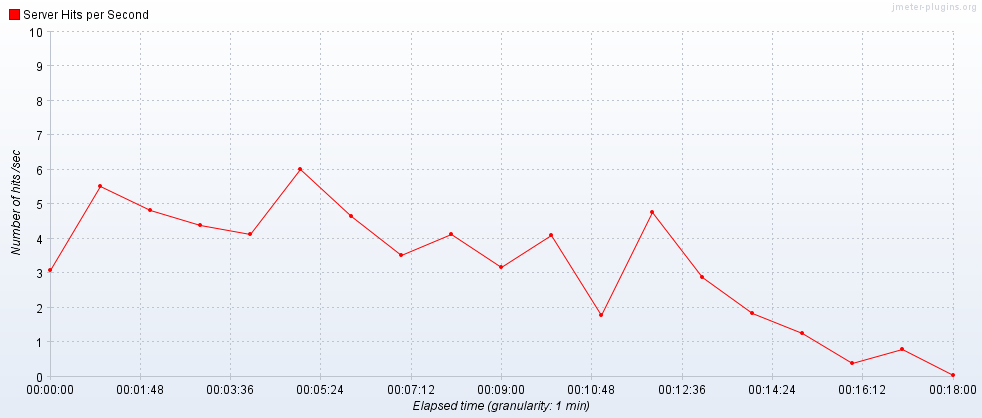 jmeter-plugins.org
Server Hits per Second
10
9
8
7
6
5
4
3
2
1
0
Number of hits /sec
00:00:00 00:01:48 00:03:36 00:05:24 00:07:12 00:09:00 00:10:48 00:12:36 00:14:24 00:16:12 00:18:00
Elapsed time (granularity: 1 min)